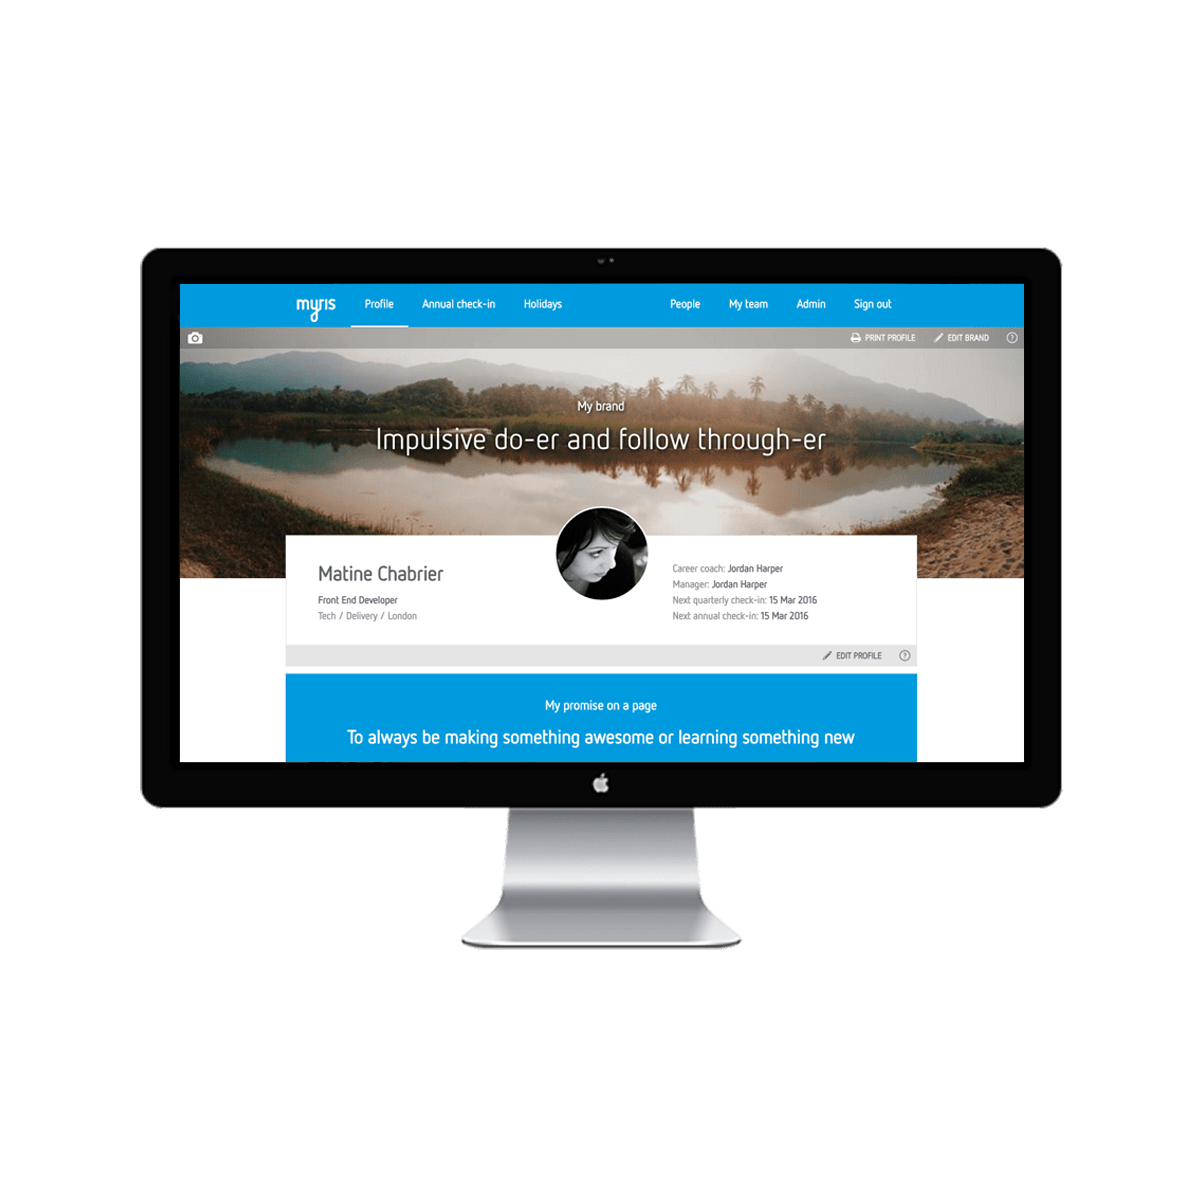 myris Profile Annual check-in Holidays People My team Admin Sign out
PRINT PROFILE EDIT BRAND ?
My brand
Impulsive do-er and follow through-er
Matine Chabrier
Front End Developer
Tech / Delivery / London
Career coach: Jordan Harper
Manager: Jordan Harper
Next quarterly check-in: 15 Mar 2016
Next annual check-in: 15 Mar 2016
EDIT PROFILE ?
My promise on a page
To always be making something awesome or learning something new